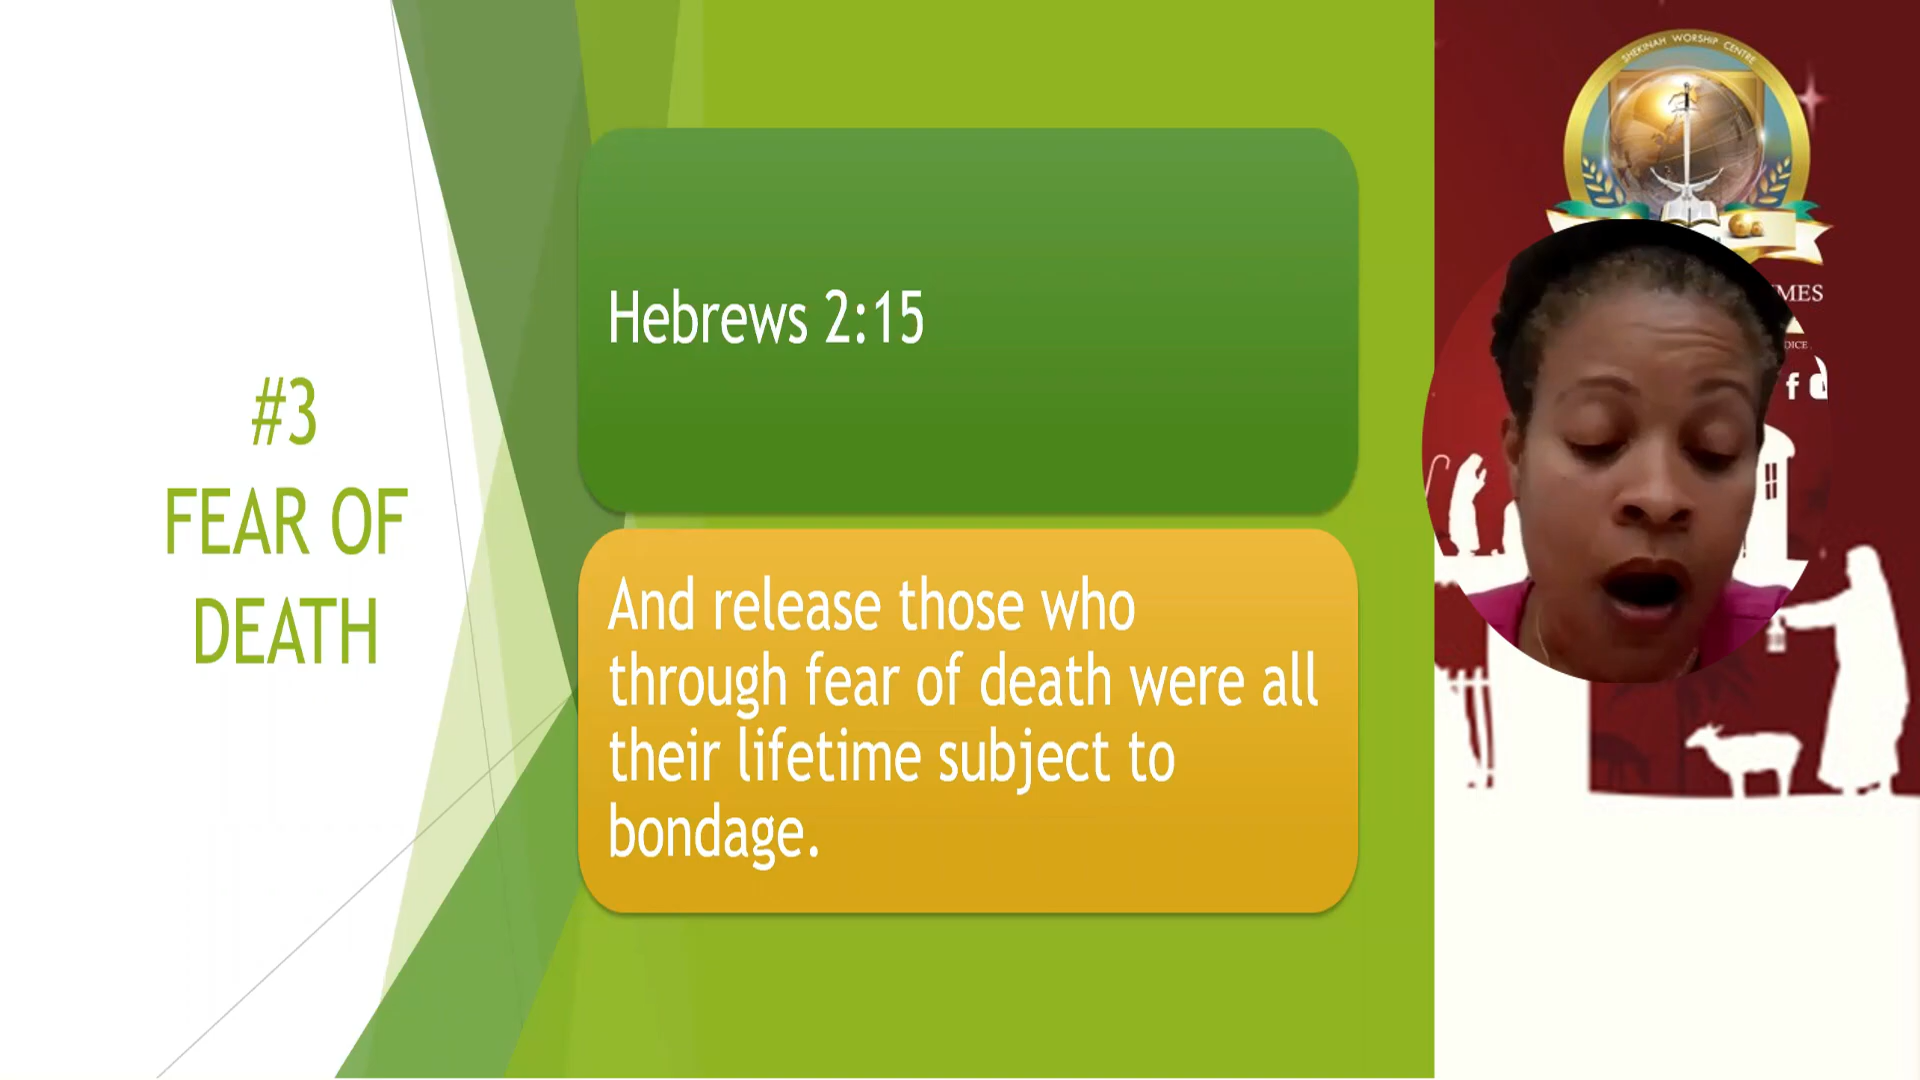 #3
FEAR OF
DEATH
Hebrews 2:15
And release those who
through fear of death were all
their lifetime subject to
bondage.
SHEKINAH WORSHIP CENTRE